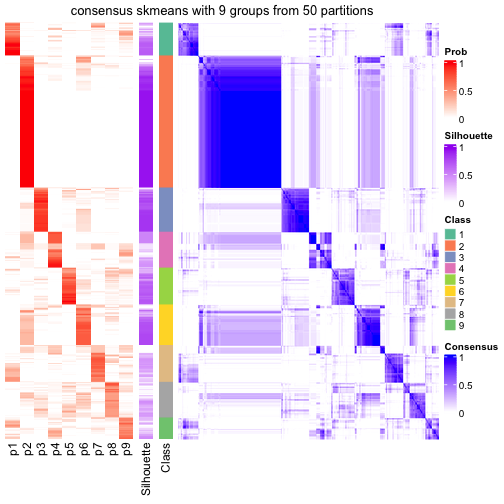 consensus skmeans with 9 groups from 50 partitions
Prob
1
0.5
0
Silhouette
1
0.5
0
Class
1
2
3
4
5
6
7
8
9
Consensus
1
0.5
0
p1
p2
p3
p4
p5
p6
p7
p8
p9
Silhouette
Class